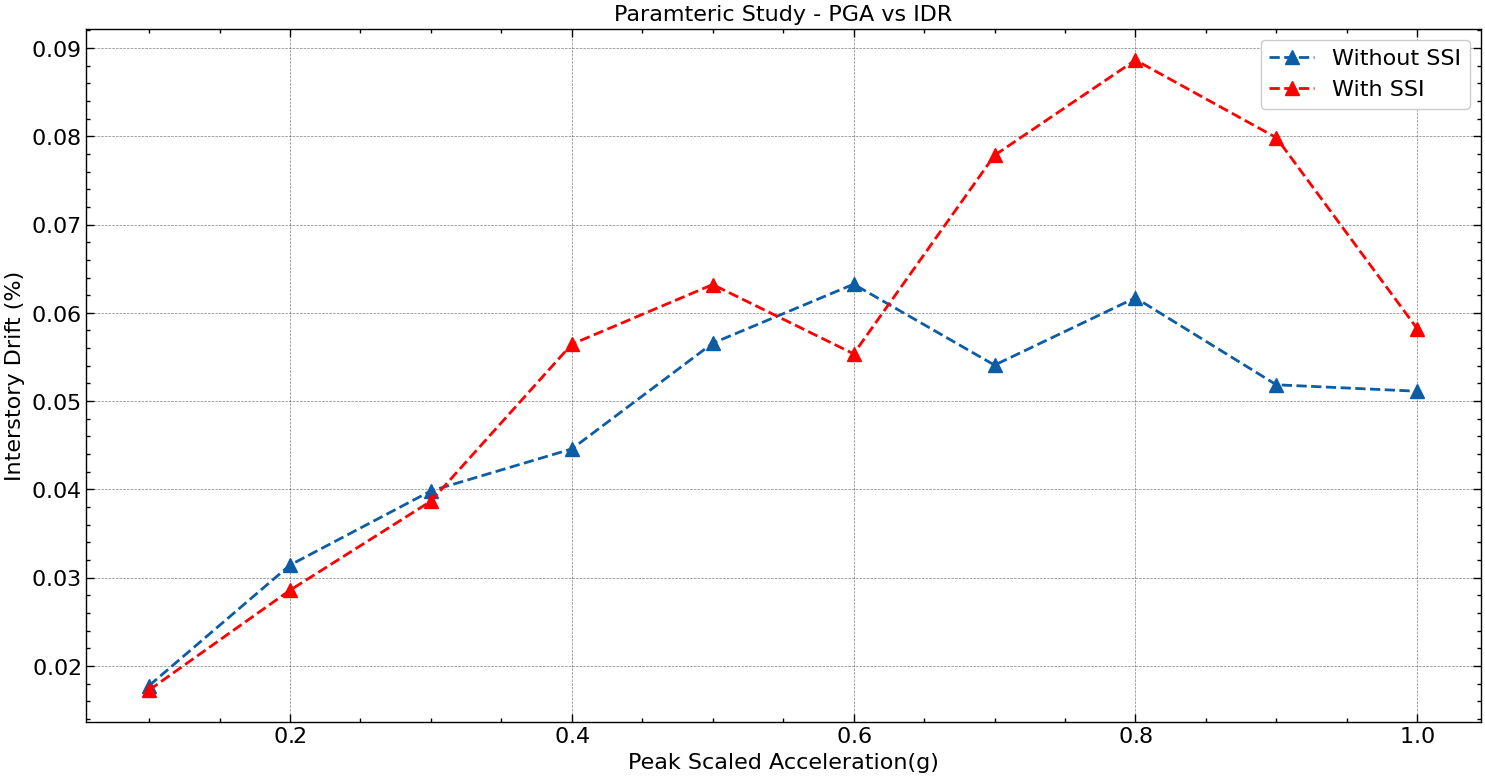 Paramteric Study - PGA vs IDR
Without SSI
With SSI
Interstory Drift (%)
0.09
0.08
0.07
0.06
0.05
0.04
0.03
0.02
0.2 0.4 0.6 0.8 1.0
Peak Scaled Acceleration(g)